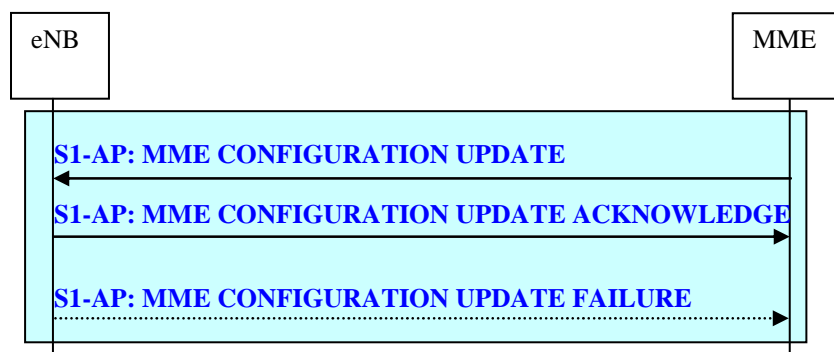 eNB
MME
S1-AP: MME CONFIGURATION UPDATE
S1-AP: MME CONFIGURATION UPDATE ACKNOWLEDGE
S1-AP: MME CONFIGURATION UPDATE FAILURE